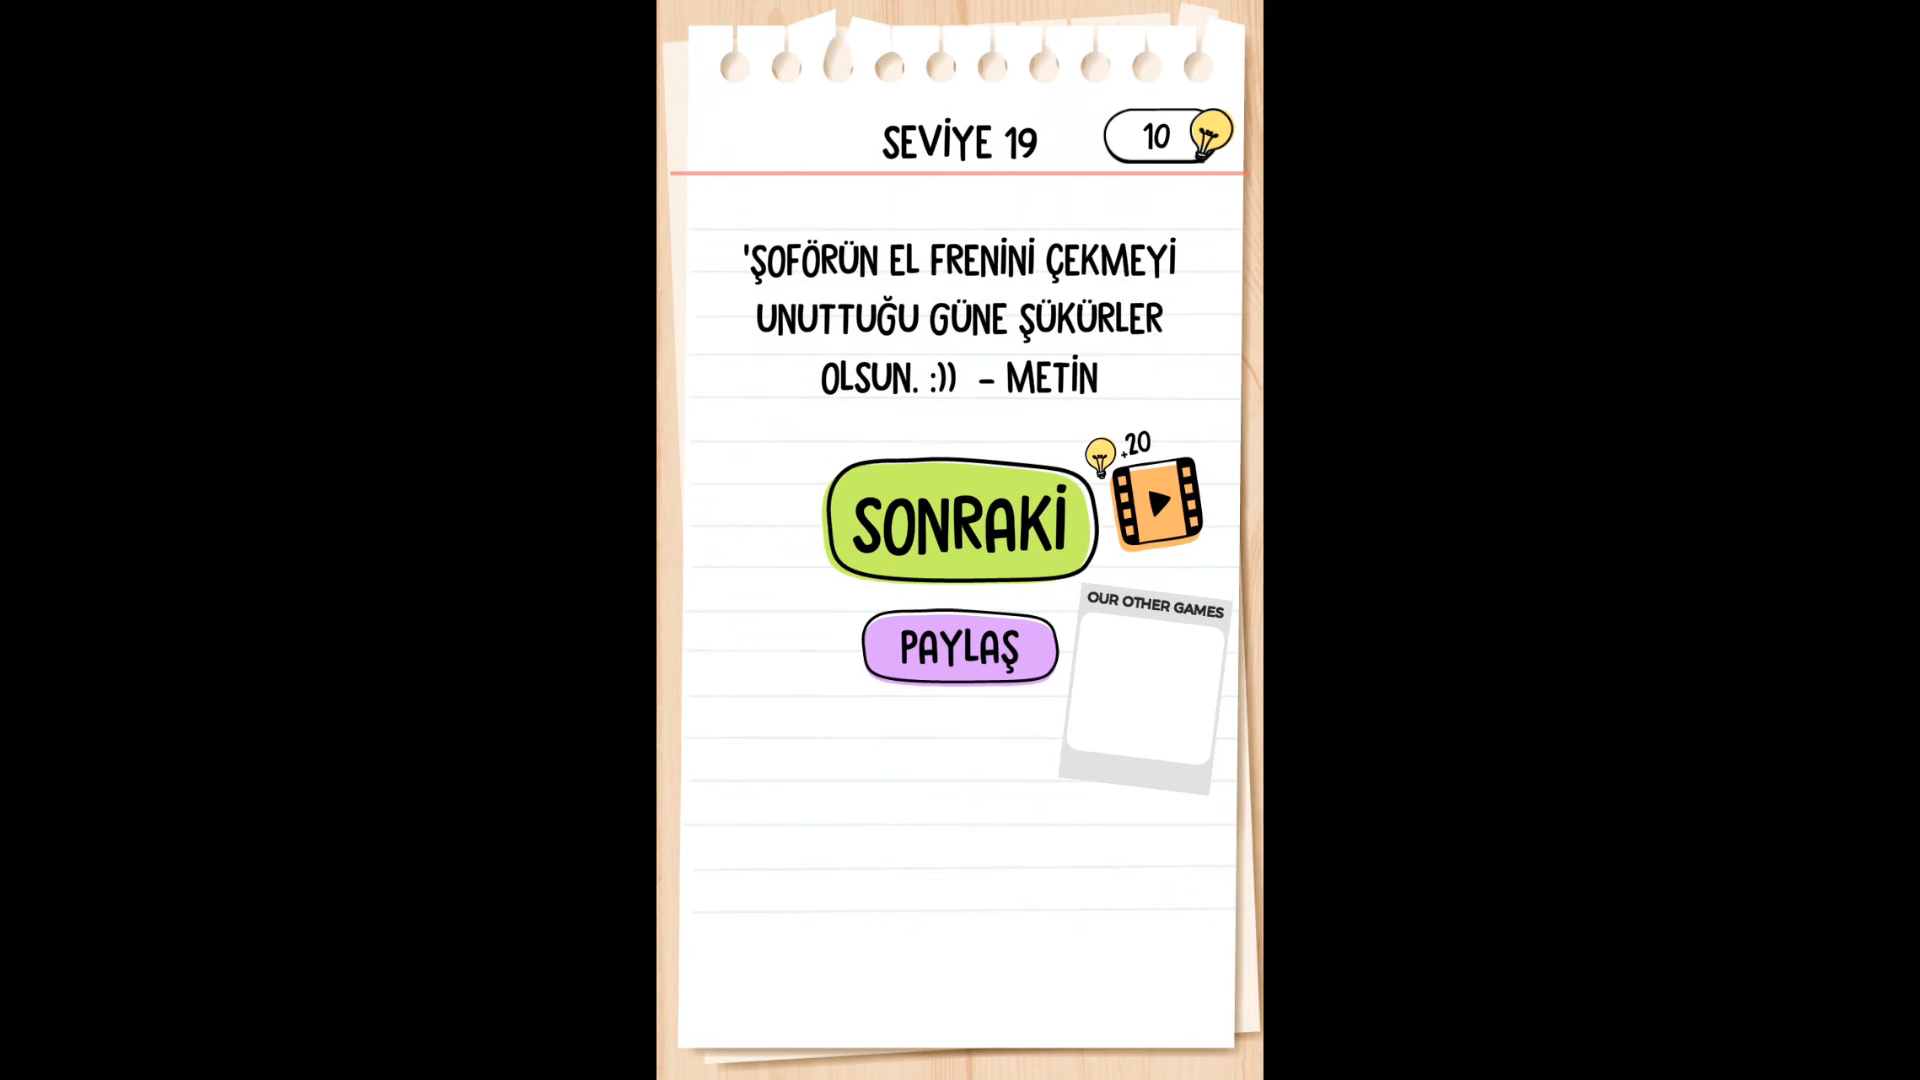 SEVİYE 19
10
'ŞOFÖRÜN EL FRENİNİ ÇEKMEYİ
UNUTTUĞU GÜNE ŞÜKÜRLER
OLSUN. :)) - METİN
+20
SONRAKİ
OUR OTHER GAMES
PAYLAŞ